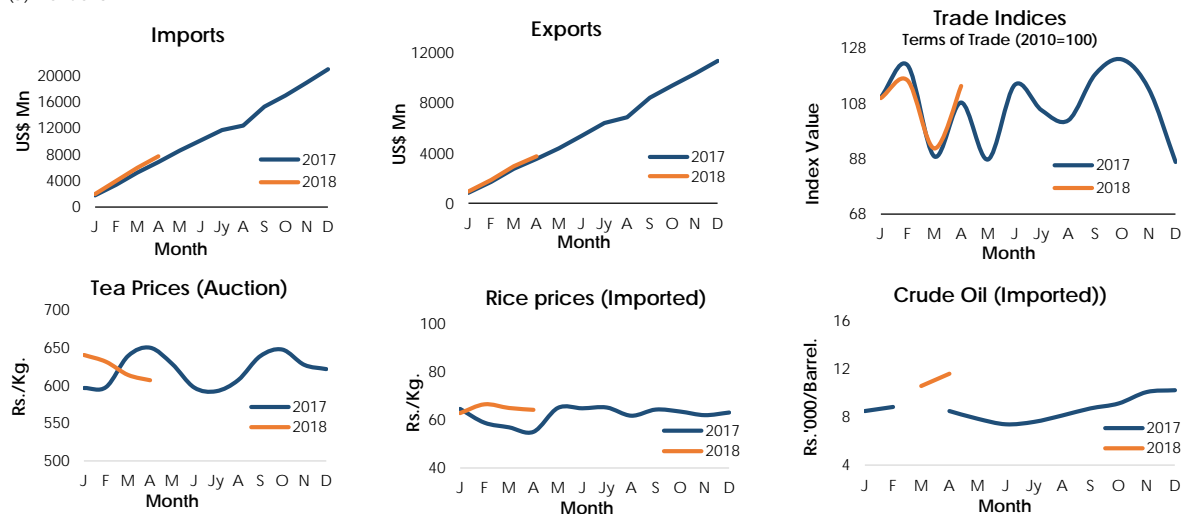 Imports
US$ Mn
20000
16000
12000
8000
4000
0
J F M A M J Jy A S O N D
Month
2017
2018
Exports
US$ Mn
12000
8000
4000
0
J F M A M J Jy A S O N D
Month
2017
2018
Trade Indices
Terms of Trade (2010=100)
Index Value
128
108
88
68
J F M A M J Jy A S O N D
Month
2017
2018
Tea Prices (Auction)
Rs./Kg.
700
650
600
550
500
J F M A M J Jy A S O N D
Month
2017
2018
Rice prices (Imported)
Rs./Kg.
100
80
60
40
J F M A M J Jy A S O N D
Month
2017
2018
Crude Oil (Imported))
Rs.'000/Barrel.
16
12
8
4
J F M A M J Jy A S O N D
Month
2017
2018